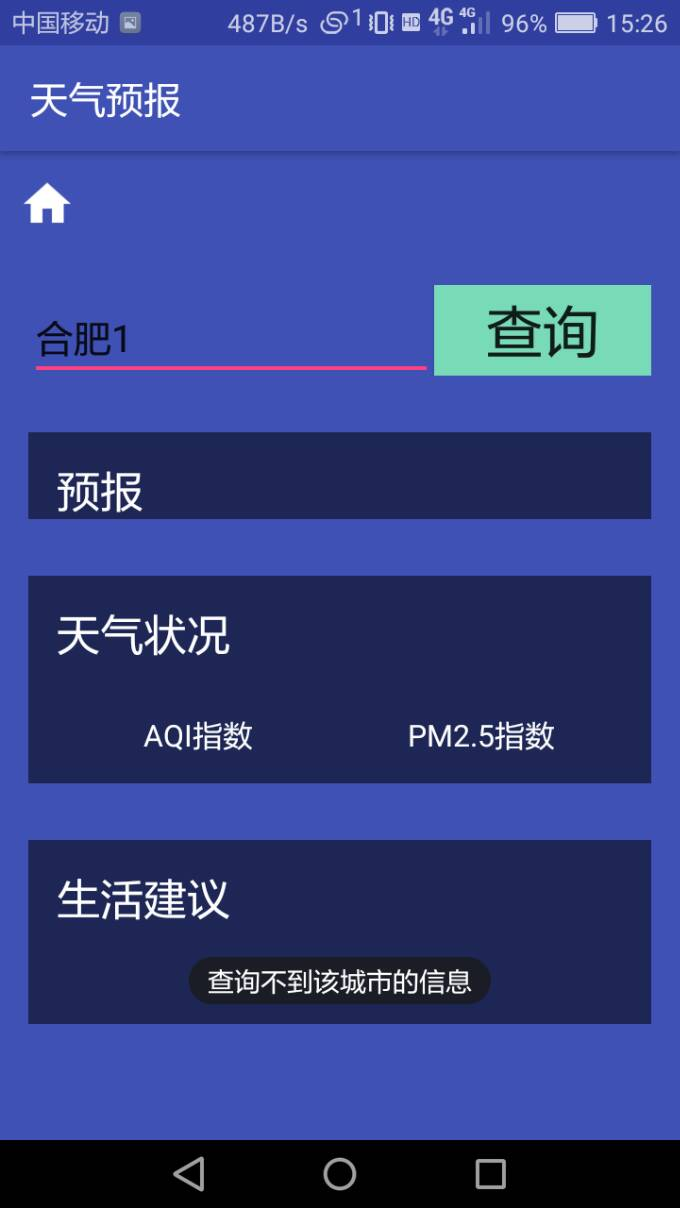 中国移动 487B/s 1 HD 4G 4G 96% 15:26
天气预报
合肥1 查询
预报
天气状况
AQI指数 PM2.5指数
生活建议
查询不到该城市的信息